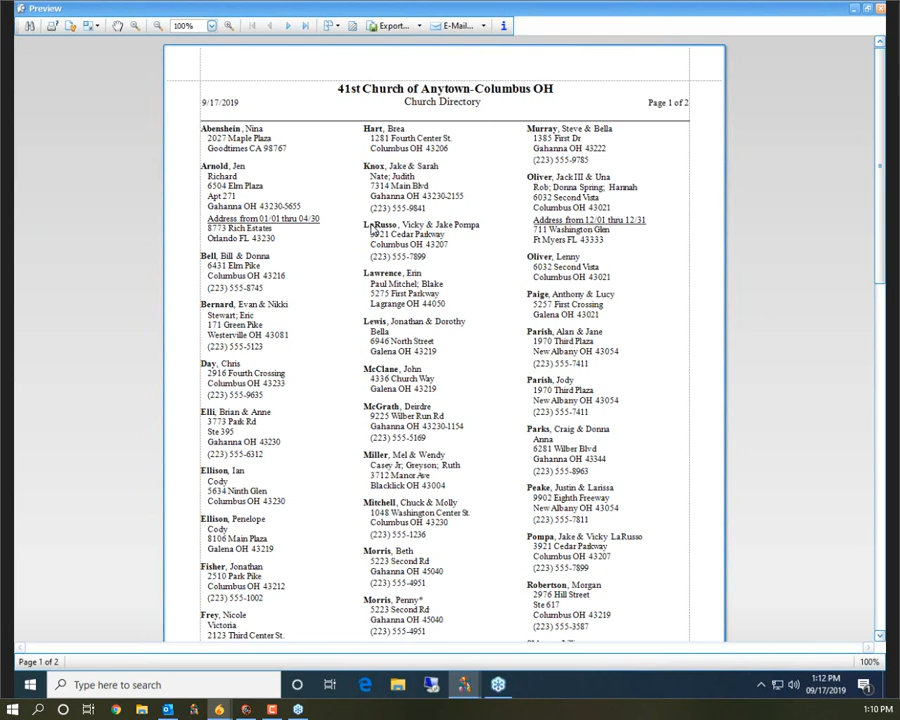 Preview
100%
Export...
E-Mail...
41st Church of Anytown-Columbus OH
9/17/2019
Church Directory
Page 1 of 2
Abenshein, Nina
2027 Maple Plaza
Goodtimes CA 98767
Arnold, Jen
Richard
6504 Elm Plaza
Apt 271
Gahanna OH 43230-5655
Address from 01/01 thru 04/30
8773 Rich Estates
Orlando FL 43230
Bell, Bill & Donna
6431 Elm Pike
Columbus OH 43216
(223) 555-8745
Bernard, Evan & Nikki
Stewart; Eric
171 Green Pike
Westerville OH 43081
(223) 555-5123
Day, Chris
2916 Fourth Crossing
Columbus OH 43233
(223) 555-9635
Elli, Brian & Anne
3773 Park Rd
Ste 395
Gahanna OH 43230
(223) 555-6312
Ellison, Ian
Cody
5634 Ninth Glen
Columbus OH 43230
Ellison, Penelope
Cody
8106 Main Plaza
Galena OH 43219
Fisher, Jonathan
2510 Park Pike
Columbus OH 43212
(223) 555-1002
Frey, Nicole
Victoria
2123 Third Center St.
Hart, Brea
1281 Fourth Center St.
Columbus OH 43206
Knox, Jake & Sarah
Nate; Judith
7314 Main Blvd
Gahanna OH 43230-2155
(223) 555-9841
LaRusso, Vicky & Jake Pompa
3921 Cedar Parkway
Columbus OH 43207
(223) 555-7899
Lawrence, Erin
Paul Mitchel; Blake
5275 First Parkway
Lagrange OH 44050
Lewis, Jonathan & Dorothy
Bella
6946 North Street
Galena OH 43219
McClane, John
4336 Church Way
Galena OH 43219
McGrath, Deirdre
9225 Wilber Run Rd
Gahanna OH 43230-1154
(223) 555-5169
Miller, Mel & Wendy
Casey Jr; Greyson; Ruth
3712 Manor Ave
Blacklick OH 43004
Mitchell, Chuck & Molly
1048 Washington Center St.
Columbus OH 43230
(223) 555-1236
Morris, Beth
5223 Second Rd
Gahanna OH 45040
(223) 555-4951
Morris, Penny*
5223 Second Rd
Gahanna OH 45040
(223) 555-4951
Murray, Steve & Bella
1385 First Dr
Gahanna OH 43222
(223) 555-9785
Oliver, Jack III & Una
Rob; Donna Spring; Hannah
6032 Second Vista
Columbus OH 43021
Address from 12/01 thru 12/31
711 Washington Glen
Ft Myers FL 43333
Oliver, Lenny
6032 Second Vista
Columbus OH 43021
Paige, Anthony & Lucy
5257 First Crossing
Galena OH 43021
Parish, Alan & Jane
1970 Third Plaza
New Albany OH 43054
(223) 555-7411
Parish, Jody
1970 Third Plaza
New Albany OH 43054
(223) 555-7411
Parks, Craig & Donna
Anna
6281 Wilber Blvd
Gahanna OH 43344
(223) 555-8963
Peake, Justin & Larissa
9902 Eighth Freeway
New Albany OH 43054
(223) 555-7811
Pompa, Jake & Vicky LaRusso
3921 Cedar Parkway
Columbus OH 43207
(223) 555-7899
Robertson, Morgan
2976 Hill Street
Ste 617
Columbus OH 43219
(223) 555-3587
Page 1 of 2
100%
Type here to search
1:12 PM
09/17/2019
1:10 PM